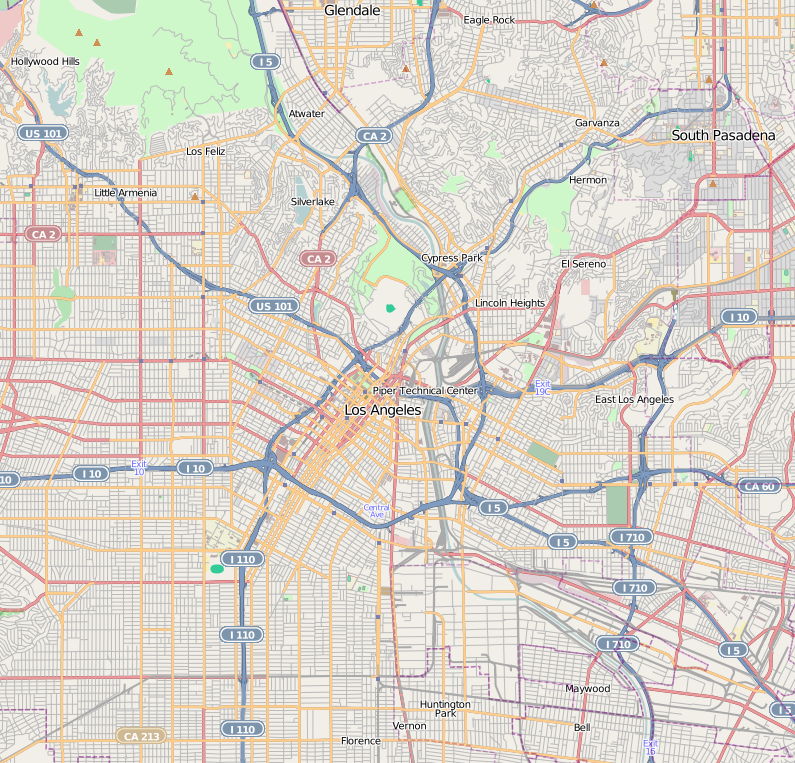 Glendale
Eagle Rock
Hollywood Hills
I 5
Atwater
Garvanza
US 101
CA 2
South Pasadena
Los Feliz
Hermon
Little Armenia
Silverlake
CA 2
CA 2
Cypress Park
El Sereno
US 101
Lincoln Heights
I 10
Piper Technical Center
Exit
19C
East Los Angeles
Los Angeles
Exit
10
I 10
I 10
10
CA 60
Central
Ave
I 5
I 710
I 5
I 110
I 710
I 110
I 710
I 5
Maywood
Huntington
Park
I 5
Vernon
Bell
I 110
CA 213
Florence
Exit
16